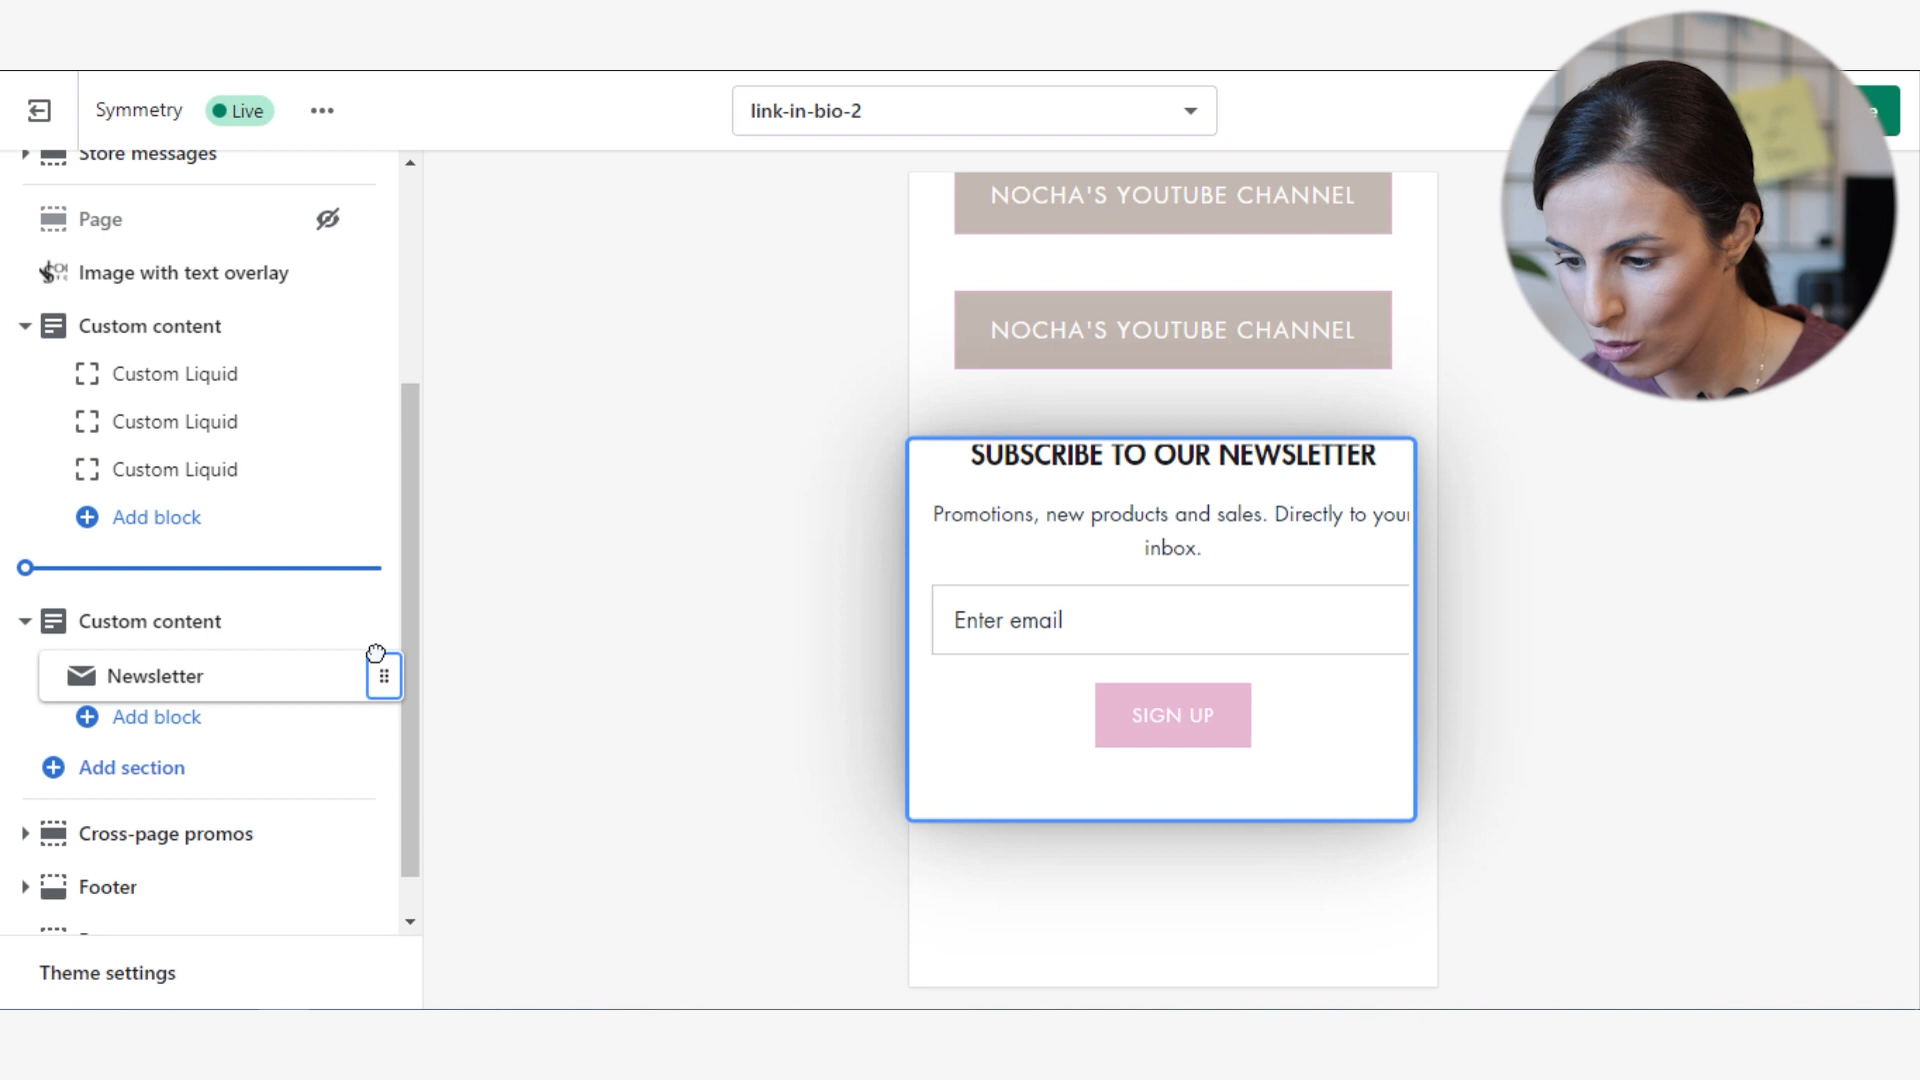 Symmetry
Live
link-in-bio-2
Store messages
Page
Image with text overlay
Custom content
Custom Liquid
Custom Liquid
Custom Liquid
Add block
Custom content
Newsletter
Add block
Add section
Cross-page promos
Footer
Theme settings
NOCHA'S YOUTUBE CHANNEL
NOCHA'S YOUTUBE CHANNEL
SUBSCRIBE TO OUR NEWSLETTER
Promotions, new products and sales. Directly to your
inbox.
Enter email
SIGN UP